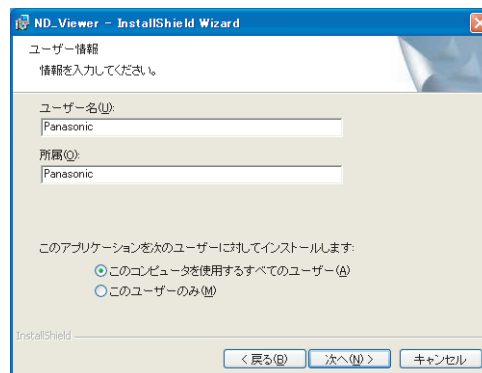 ND_Viewer - InstallShield Wizard
ユーザー情報
情報を入力してください。
ユーザー名(U):
Panasonic
所属(O):
Panasonic
このアプリケーションを次のユーザーに対してインストールします:
このコンピュータを使用するすべてのユーザー(A)
このユーザーのみ(M)
InstallShield
< 戻る(B)
次へ(N) >
キャンセル